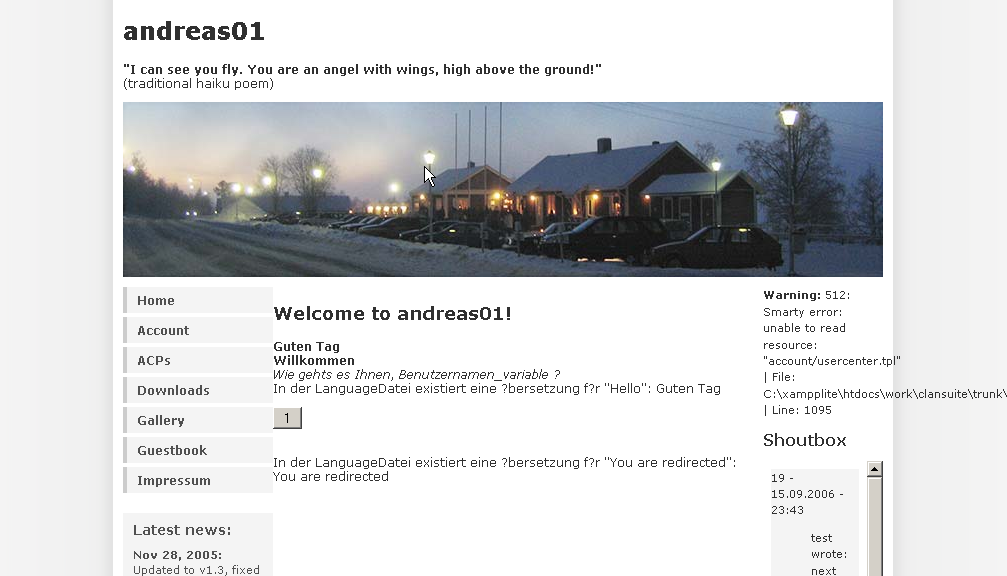 andreas01
"I can see you fly. You are an angel with wings, high above the ground!"
(traditional haiku poem)
Home
Account
ACPs
Downloads
Gallery
Guestbook
Impressum
Latest news:
Nov 28, 2005:
Updated to v1.3, fixed
Welcome to andreas01!
Guten Tag
Willkommen
Wie gehts es Ihnen, Benutzernamen_variable ?
In der LanguageDatei existiert eine ?bersetzung f?r "Hello": Guten Tag
1
In der LanguageDatei existiert eine ?bersetzung f?r "You are redirected":
You are redirected
Warning: 512:
Smarty error:
unable to read
resource:
"account/usercenter.tpl"
| File:
C:\xampplite\htdocs\work\clansuite\trunk\
| Line: 1095
Shoutbox
19 -
15.09.2006 -
23:43
test
wrote:
next